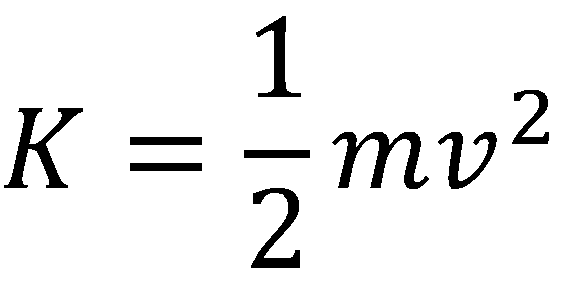 K = 1/2 mv²